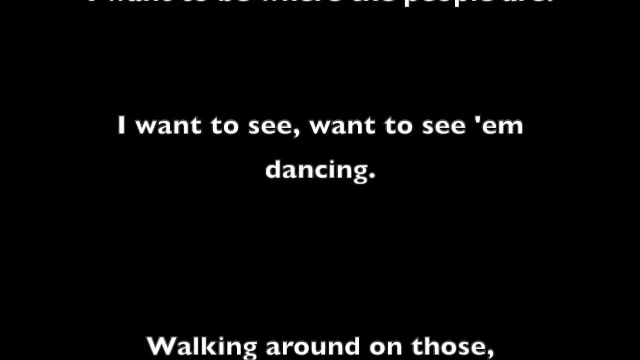 I want to be where the people are.
I want to see, want to see 'em
dancing.
Walking around on those,